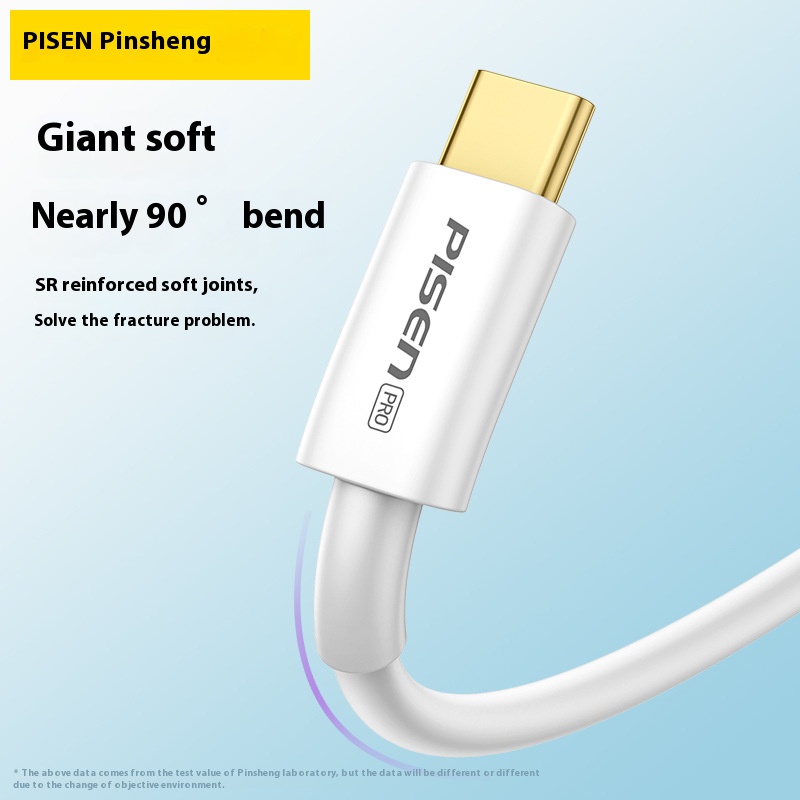 PISEN Pinsheng
Giant soft
Nearly 90° bend
SR reinforced soft joints,
Solve the fracture problem.
PISEN
PRO
* The above data comes from the test value of Pinsheng laboratory, but the data will be different or different
due to the change of objective environment.